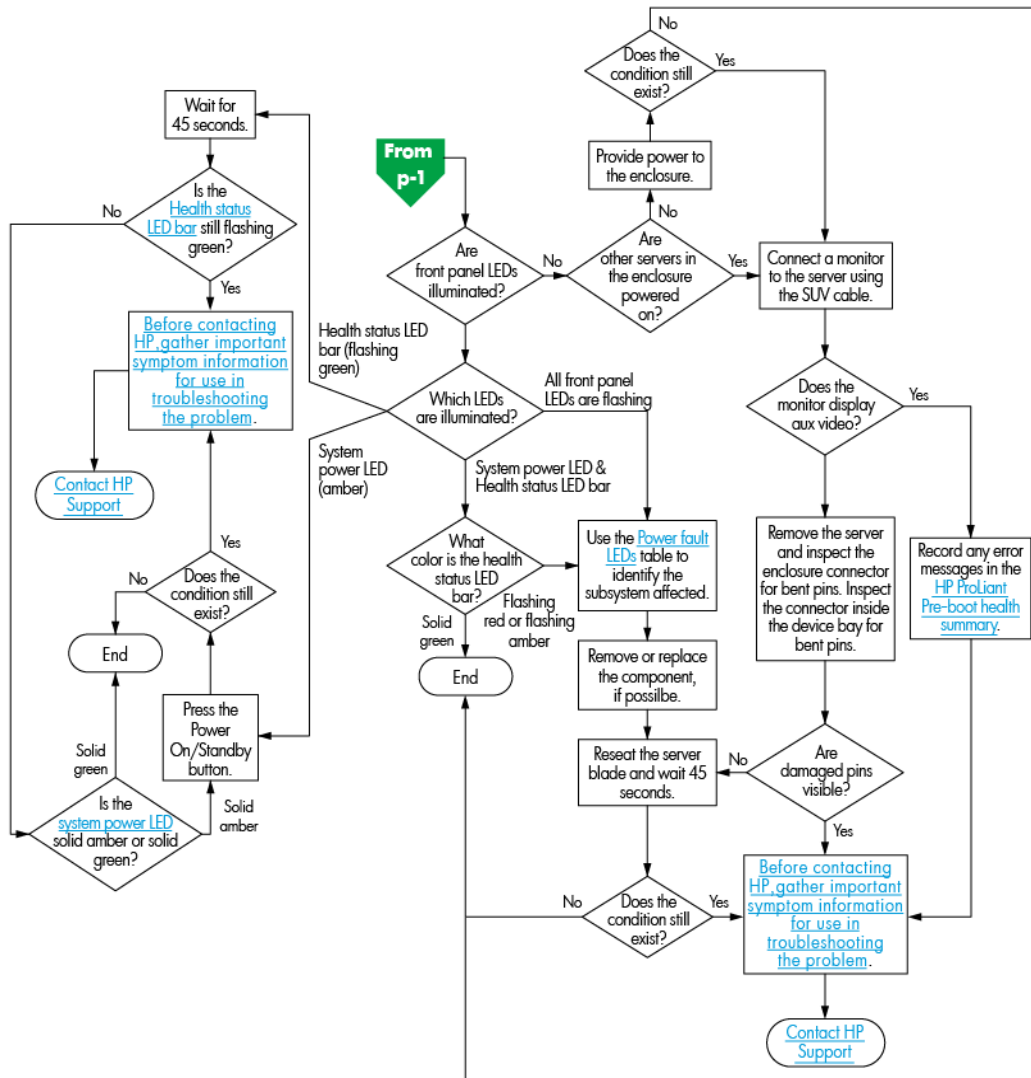 No
Does the
condition still
exist?
Yes
Wait for
45 seconds.
From
p-1
Provide power to
the enclosure.
Is the
Health status
LED bar still flashing
green?
No
Yes
No
Are
front panel LEDs
illuminated?
No
Are
other servers in
the enclosure
powered
on?
Yes
Connect a monitor
to the server using
the SUV cable.
Before contacting
HP,gather important
symptom information
for use in
troubleshooting
the problem.
Health status LED
bar (flashing
green)
Which LEDs
are illuminated?
All front panel
LEDs are flashing
Does the
monitor display
aux video?
Yes
Contact HP
Support
System
power LED
(amber)
System power LED &
Health status LED bar
What
color is the health
status LED
bar?
Use the Power fault
LEDs table to
identify the
subsystem affected.
Remove the server
and inspect the
enclosure connector
for bent pins. Inspect
the connector inside
the device bay for
bent pins.
Record any error
messages in the
HP ProLiant
Pre-boot health
summary.
Yes
No
Does the
condition still
exist?
Flashing
red or flashing
amber
Solid
green
End
End
Remove or replace
the component,
if possilbe.
Press the
Power
On/Standby
button.
Solid
green
Solid
amber
Is the
system power LED
solid amber or solid
green?
Reseat the server
blade and wait 45
seconds.
No
Are
damaged pins
visible?
Yes
No
Does the
condition still
exist?
Yes
Before contacting
HP,gather important
symptom information
for use in
troubleshooting
the problem.
Contact HP
Support